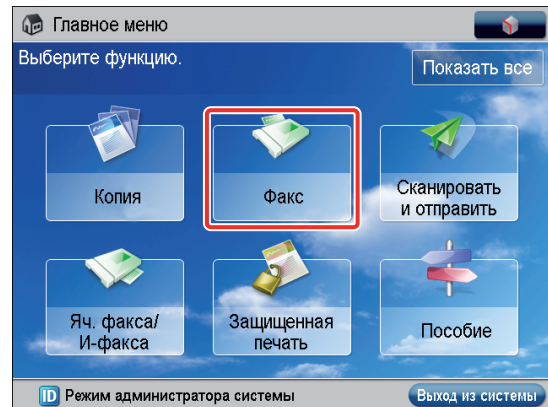 Главное меню
Выберите функцию.
Показать все
Копия
Факс
Сканировать
и отправить
Яч. факса/
И-факса
Защищенная
печать
Пособие
ID Режим администратора системы
Выход из системы